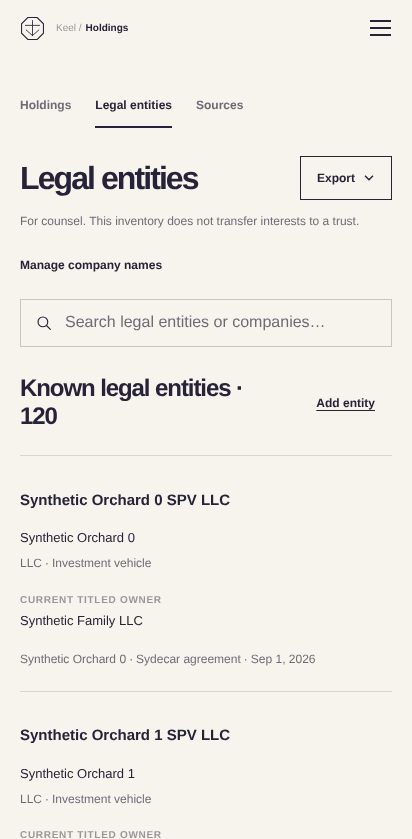 Keel / Holdings
Holdings Legal entities Sources
Legal entities
Export
For counsel. This inventory does not transfer interests to a trust.
Manage company names
Search legal entities or companies…
Known legal entities ·
120
Add entity
Synthetic Orchard 0 SPV LLC
Synthetic Orchard 0
LLC · Investment vehicle
CURRENT TITLED OWNER
Synthetic Family LLC
Synthetic Orchard 0 · Sydecar agreement · Sep 1, 2026
Synthetic Orchard 1 SPV LLC
Synthetic Orchard 1
LLC · Investment vehicle
CURRENT TITLED OWNER